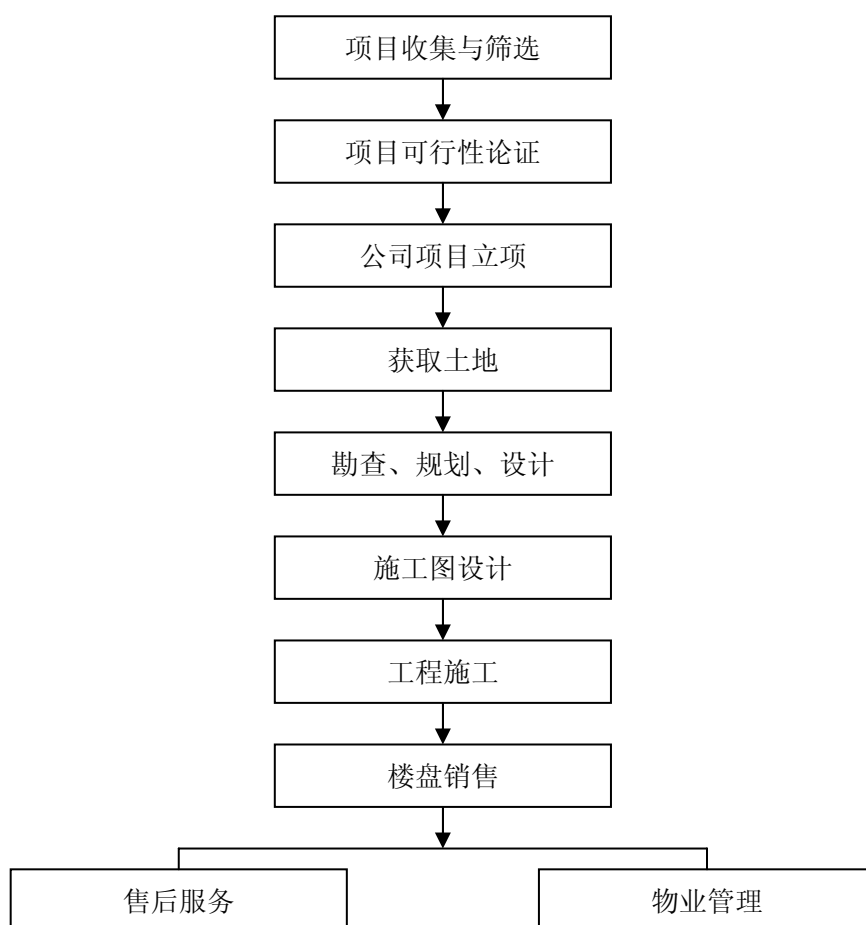 项目收集与筛选
项目可行性论证
公司项目立项
获取土地
勘查、规划、设计
施工图设计
工程施工
楼盘销售
售后服务
物业管理